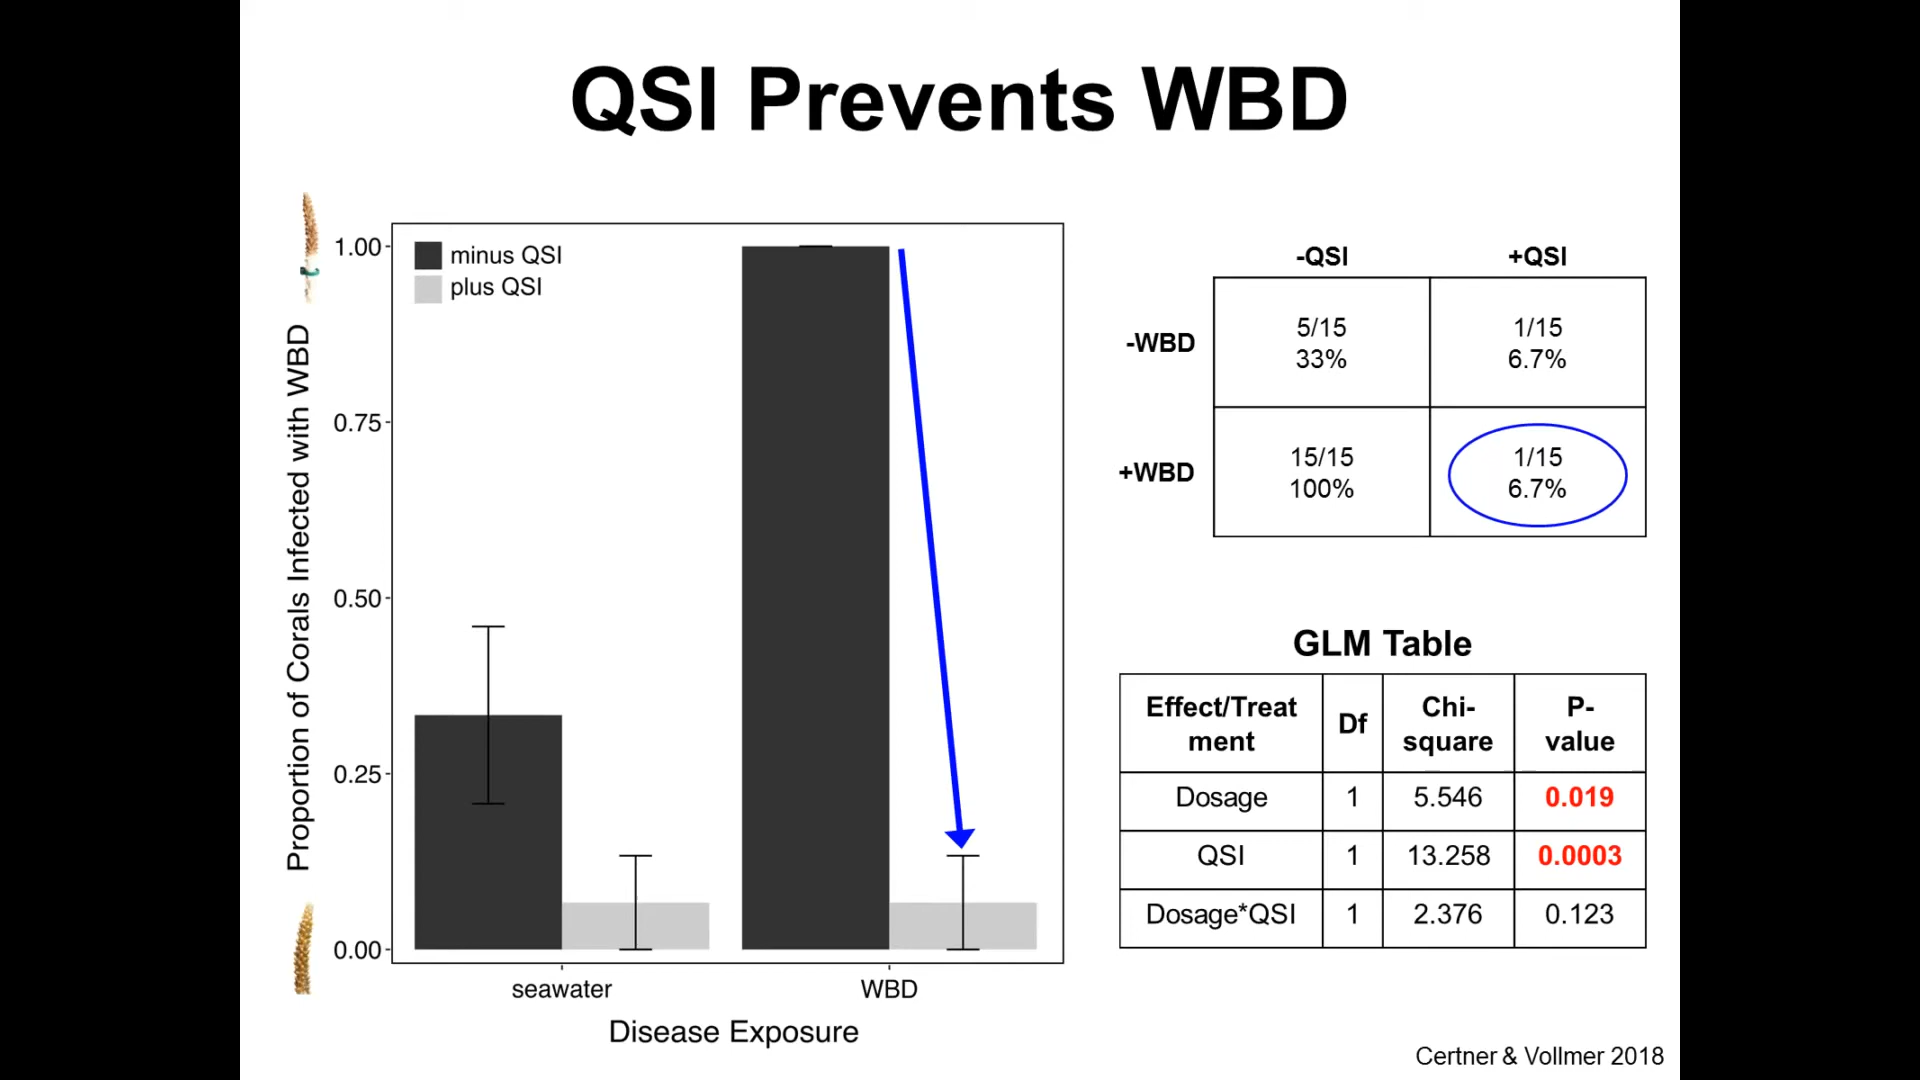 QSI Prevents WBD
Proportion of Corals Infected with WBD
1.00
0.75
0.50
0.25
0.00
minus QSI
plus QSI
seawater
WBD
Disease Exposure
-QSI
+QSI
-WBD
5/15
33%
1/15
6.7%
+WBD
15/15
100%
1/15
6.7%
GLM Table
Effect/Treat
ment
Df
Chi-
square
P-
value
Dosage
1
5.546
0.019
QSI
1
13.258
0.0003
Dosage*QSI
1
2.376
0.123
Certner & Vollmer 2018